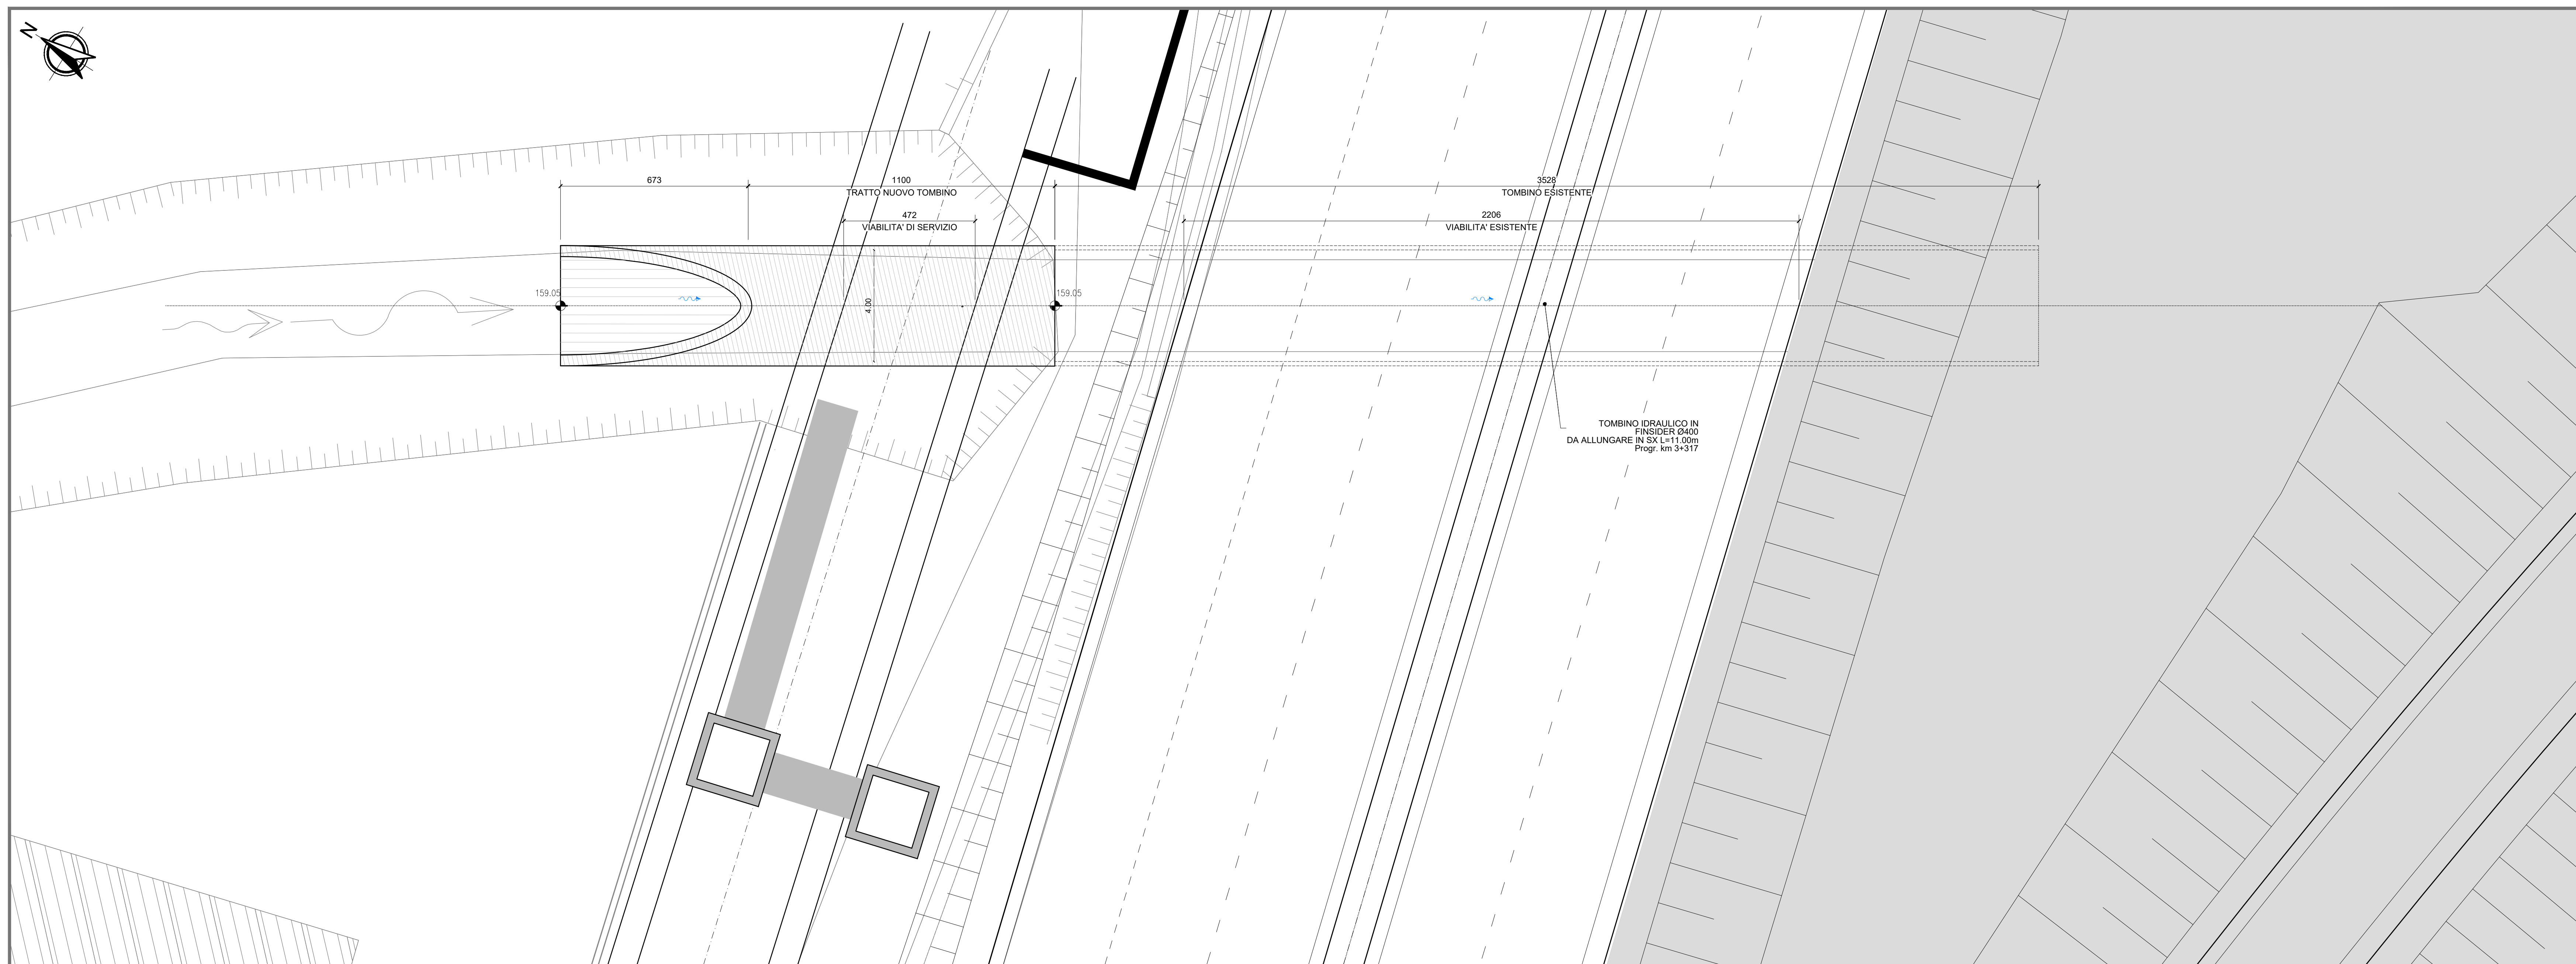 N
673
1100
TRATTO NUOVO TOMBINO
3528
TOMBINO ESISTENTE
472
VIABILITA' DI SERVIZIO
2206
VIABILITA' ESISTENTE
159.05
159.05
4.00
TOMBINO IDRAULICO IN
FINSIDER Ø400
DA ALLUNGARE IN SX L=11.00m
Progr. km 3+317